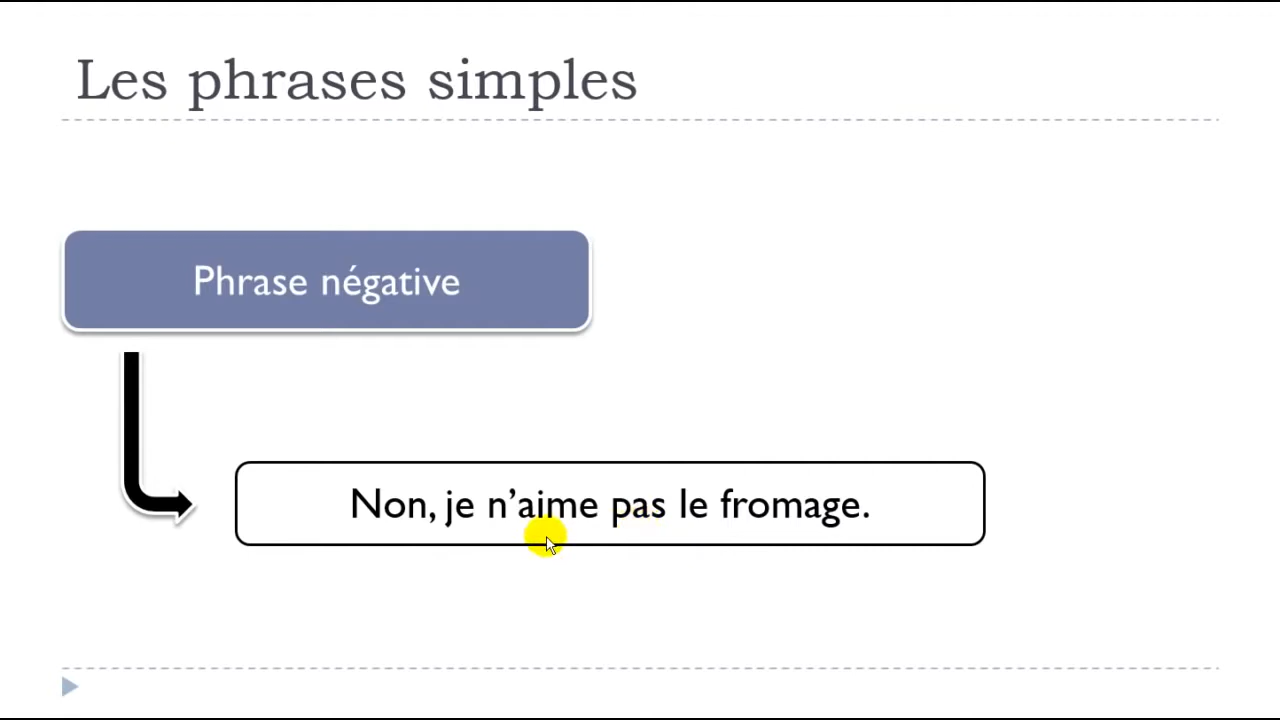 Les phrases simples
Phrase négative
Non, je n’aime pas le fromage.